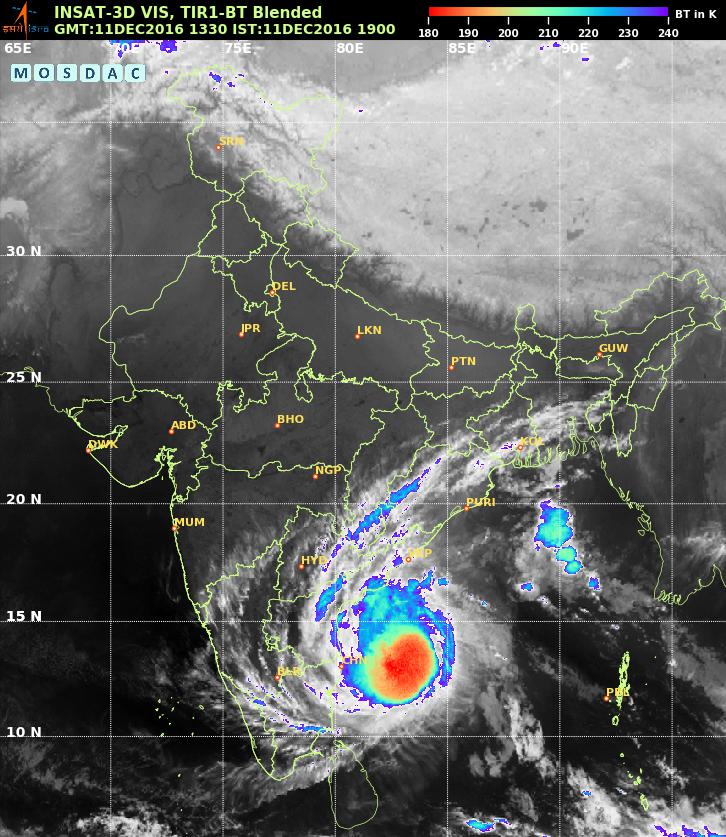 INSAT-3D VIS, TIR1-BT Blended
GMT:11DEC2016 1330 IST:11DEC2016 1900
BT in K
180 190 200 210 220 230 240
65E 70E 75E 80E 85E 90E
MOSDAC
SRN
30 N
DEL
JPR
LKN
GUW
PTN
25 N
ABD
BHO
DWK
KOL
NGP
20 N
PURI
MUM
HYD
VKP
15 N
CHN
BLR
PBL
10 N